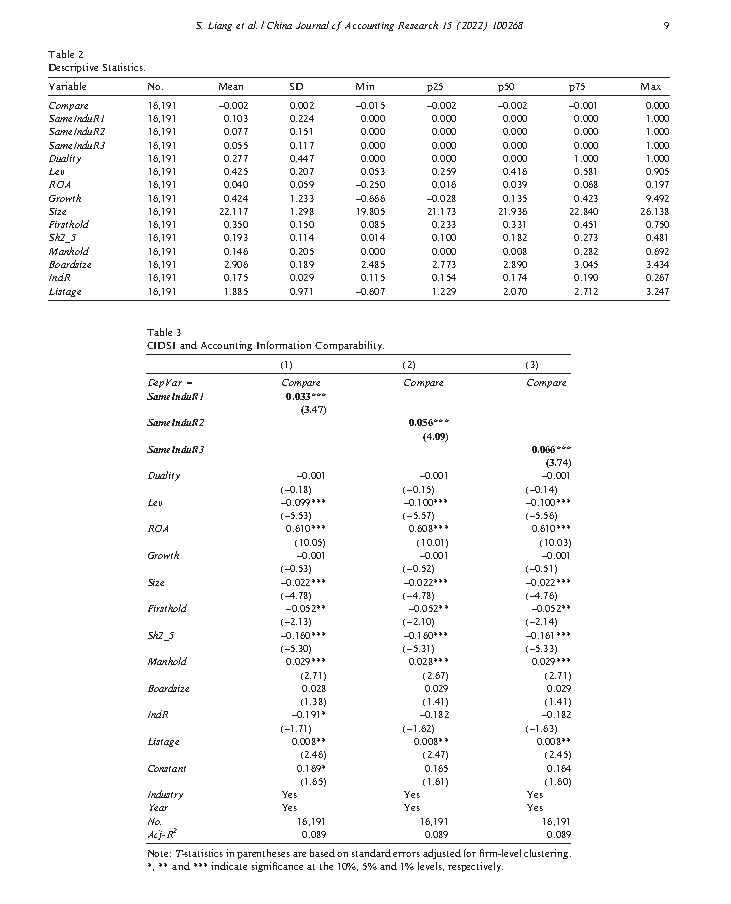 S. Liang et al. / China Journal of Accounting Research 15 (2022) 100268 9
Table 2
Descriptive Statistics.
Variable No. Mean SD Min p25 p50 p75 Max
Compare 16,191 –0.002 0.002 –0.015 –0.002 –0.002 –0.001 0.000
SameInduR1 16,191 0.103 0.224 0.000 0.000 0.000 0.000 1.000
SameInduR2 16,191 0.077 0.151 0.000 0.000 0.000 0.000 1.000
SameInduR3 16,191 0.055 0.117 0.000 0.000 0.000 0.000 1.000
Duality 16,191 0.277 0.447 0.000 0.000 0.000 1.000 1.000
Lev 16,191 0.425 0.207 0.053 0.259 0.416 0.581 0.905
ROA 16,191 0.040 0.059 –0.250 0.016 0.039 0.068 0.197
Growth 16,191 0.424 1.233 –0.666 –0.028 0.135 0.423 9.492
Size 16,191 22.117 1.298 19.805 21.173 21.936 22.840 26.138
Firsthold 16,191 0.350 0.150 0.085 0.233 0.331 0.451 0.750
Sh2_5 16,191 0.193 0.114 0.014 0.100 0.182 0.273 0.481
Manhold 16,191 0.146 0.205 0.000 0.000 0.008 0.282 0.692
Boardsize 16,191 2.906 0.189 2.485 2.773 2.890 3.045 3.434
IndR 16,191 0.175 0.029 0.115 0.154 0.174 0.190 0.267
Listage 16,191 1.885 0.971 –0.607 1.229 2.070 2.712 3.247
Table 3
CIDSI and Accounting Information Comparability.
(1) (2) (3)
DepVar = Compare Compare Compare
SameInduR1 0.033***
(3.47)
SameInduR2 0.056***
(4.09)
SameInduR3 0.066***
(3.74)
Duality –0.001 –0.001 –0.001
(–0.18) (–0.15) (–0.14)
Lev –0.099*** –0.100*** –0.100***
(–5.53) (–5.57) (–5.56)
ROA 0.610*** 0.608*** 0.610***
(10.05) (10.01) (10.03)
Growth –0.001 –0.001 –0.001
(–0.53) (–0.52) (–0.51)
Size –0.022*** –0.022*** –0.022***
(–4.78) (–4.78) (–4.76)
Firsthold –0.052** –0.052** –0.052**
(–2.13) (–2.10) (–2.14)
Sh2_5 –0.160*** –0.160*** –0.161***
(–5.30) (–5.31) (–5.33)
Manhold 0.029*** 0.028*** 0.029***
(2.71) (2.67) (2.71)
Boardsize 0.028 0.029 0.029
(1.38) (1.41) (1.41)
IndR –0.191* –0.182 –0.182
(–1.71) (–1.62) (–1.63)
Listage 0.008** 0.008** 0.008**
(2.46) (2.47) (2.45)
Constant 0.169* 0.165 0.164
(1.65) (1.61) (1.60)
Industry Yes Yes Yes
Year Yes Yes Yes
No. 16,191 16,191 16,191
Adj-R² 0.089 0.089 0.089
Note: T-statistics in parentheses are based on standard errors adjusted for firm-level clustering.
*, ** and *** indicate significance at the 10%, 5% and 1% levels, respectively.